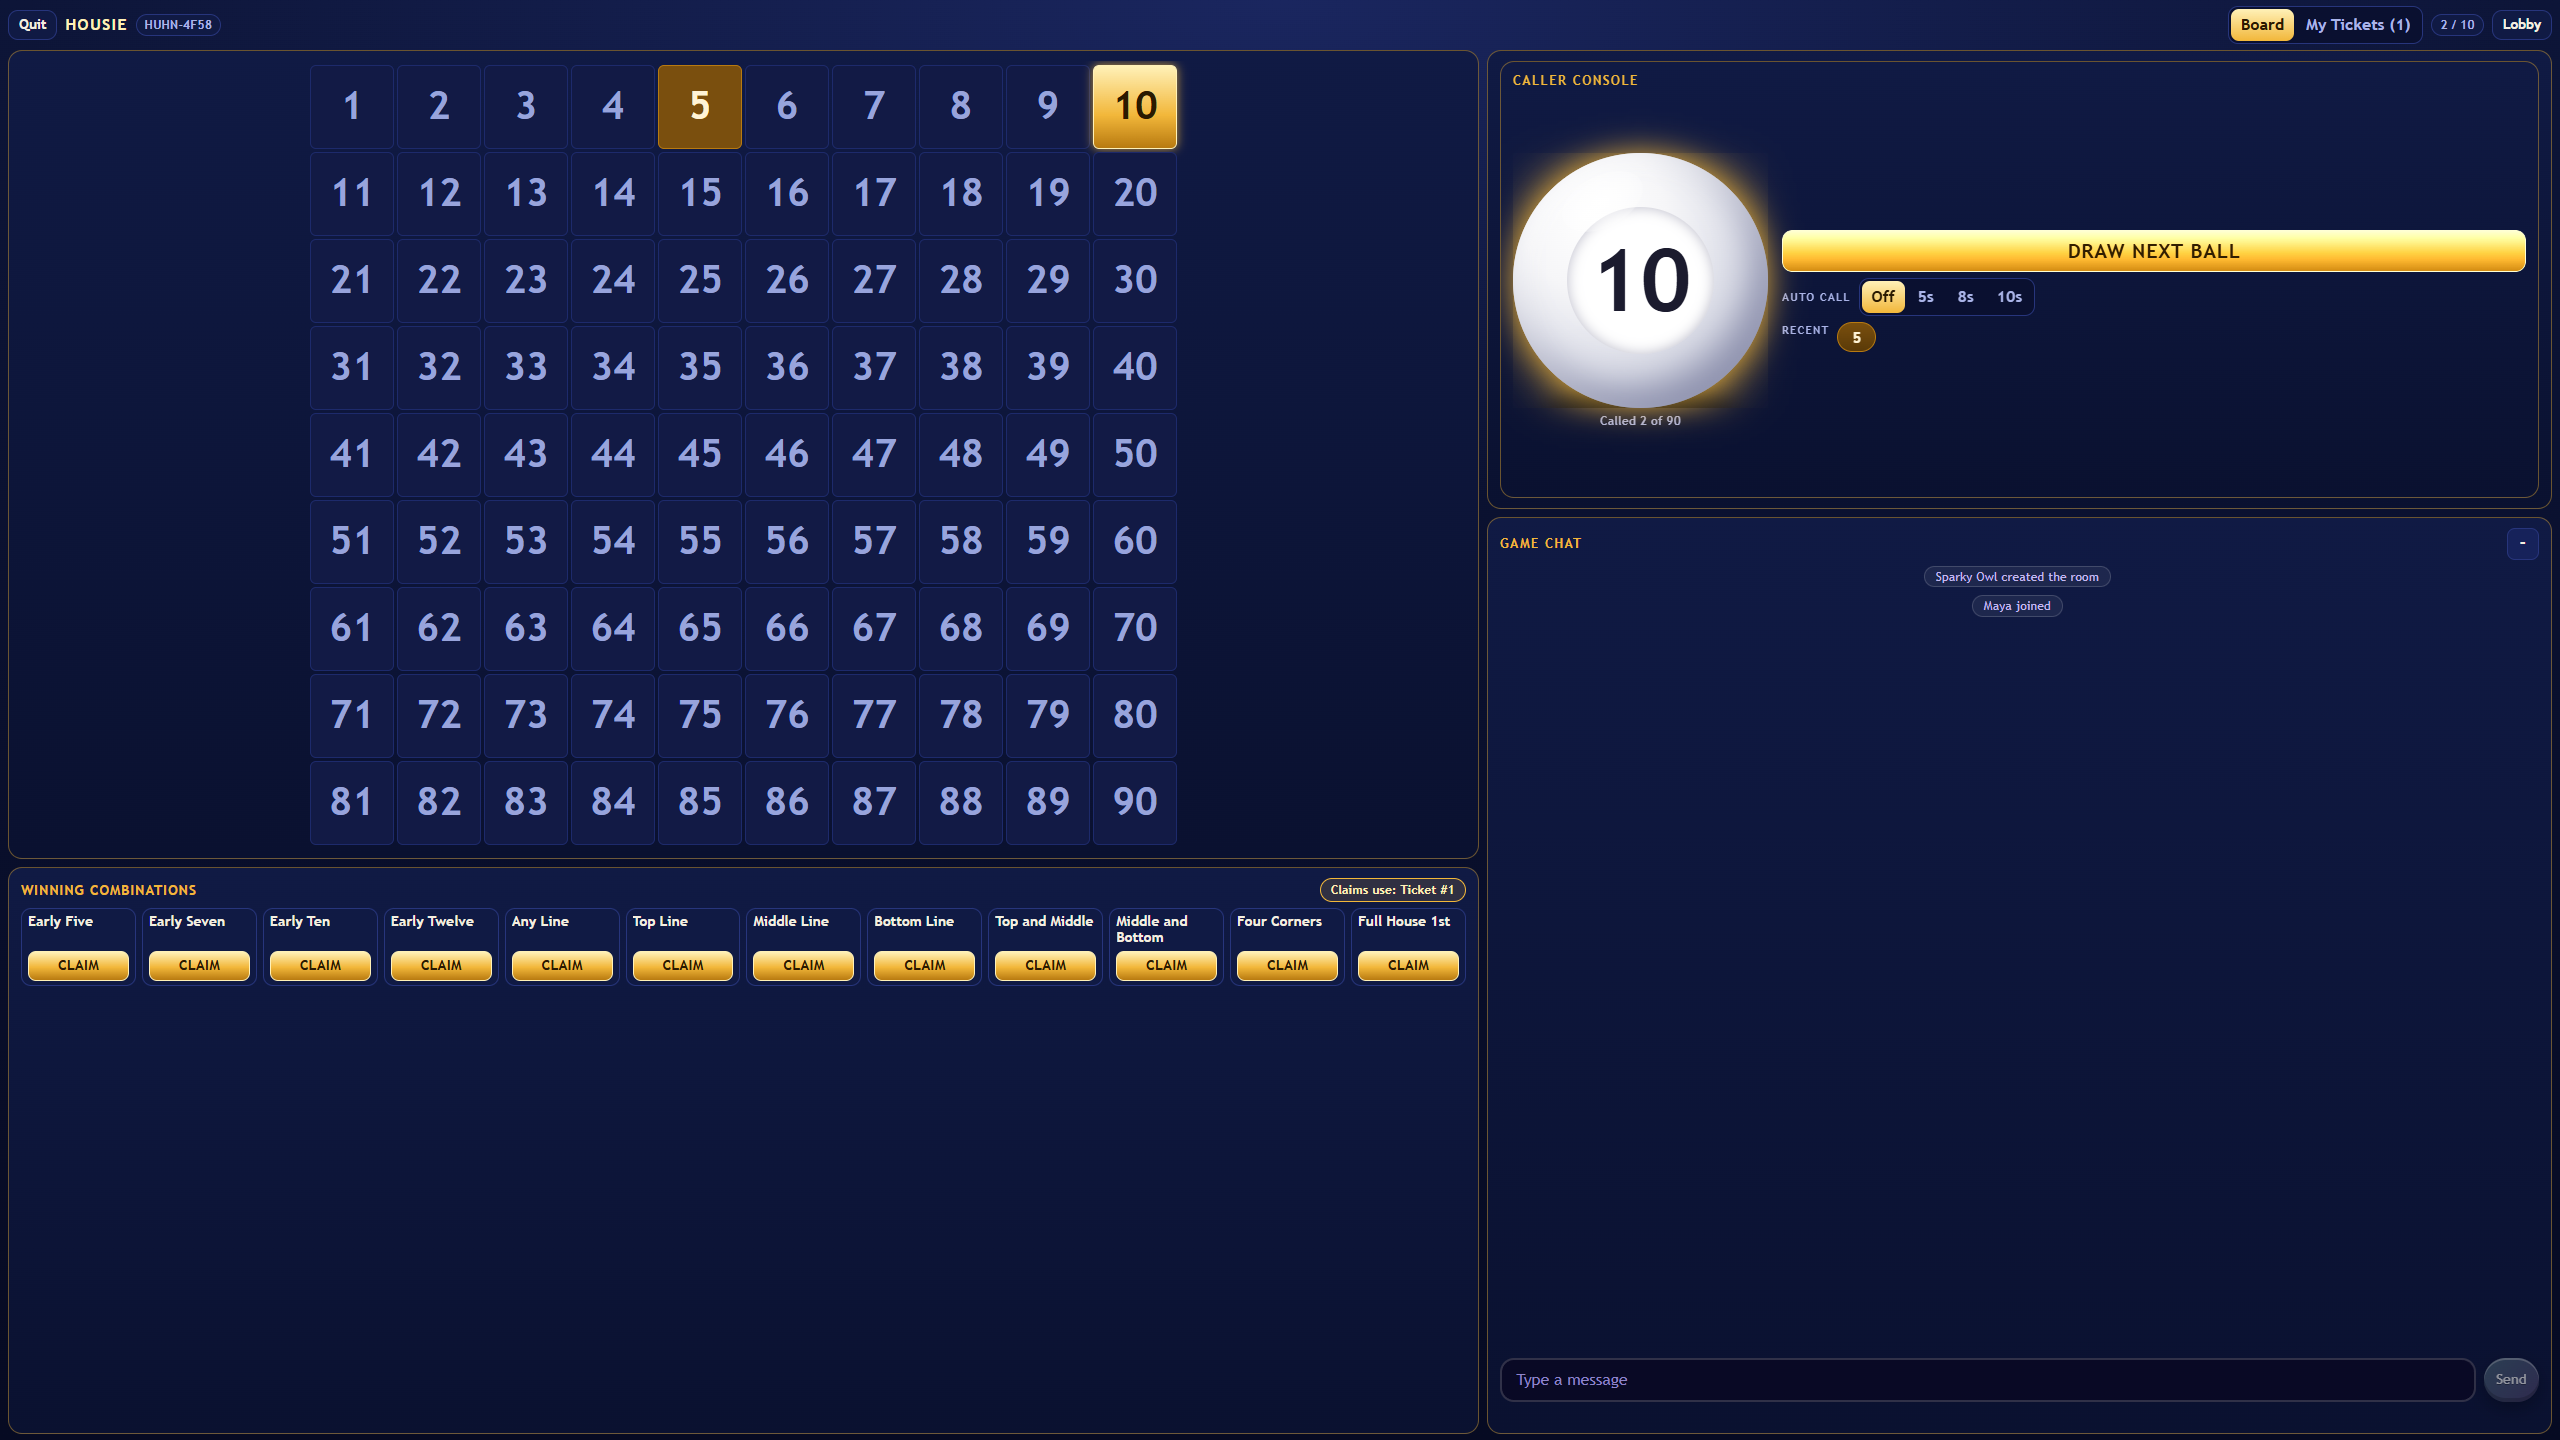 Quit HOUSIE HUHN-4F58
Board My Tickets (1) 2 / 10 Lobby
1 2 3 4 5 6 7 8 9 10
11 12 13 14 15 16 17 18 19 20
21 22 23 24 25 26 27 28 29 30
31 32 33 34 35 36 37 38 39 40
41 42 43 44 45 46 47 48 49 50
51 52 53 54 55 56 57 58 59 60
61 62 63 64 65 66 67 68 69 70
71 72 73 74 75 76 77 78 79 80
81 82 83 84 85 86 87 88 89 90
WINNING COMBINATIONS
Claims use: Ticket #1
Early Five
CLAIM
Early Seven
CLAIM
Early Ten
CLAIM
Early Twelve
CLAIM
Any Line
CLAIM
Top Line
CLAIM
Middle Line
CLAIM
Bottom Line
CLAIM
Top and Middle
CLAIM
Middle and
Bottom
CLAIM
Four Corners
CLAIM
Full House 1st
CLAIM
CALLER CONSOLE
10
Called 2 of 90
DRAW NEXT BALL
AUTO CALL Off 5s 8s 10s
RECENT 5
GAME CHAT -
Sparky Owl created the room
Maya joined
Type a message Send